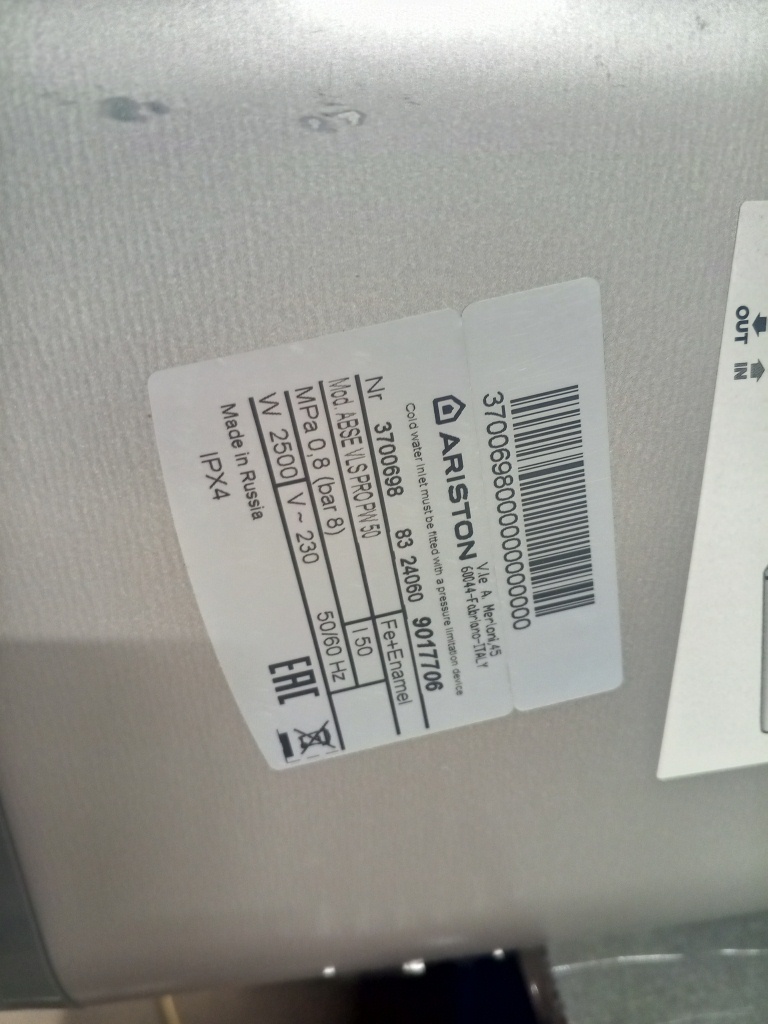 370069800000000000000
ARISTON
V.le A. Merloni,45
60044-Fabriano-ITALY
Cold water inlet must be fitted with a pressure limitation device
Nr 3700698 83 24060 9017706
Mod. ABSE VLS PRO PW 50 Fe+Enamel
MPa 0,8 (bar 8) l 50
W 2500 V ~ 230 50/60 Hz
Made in Russia
IPX4
EAC
OUT IN